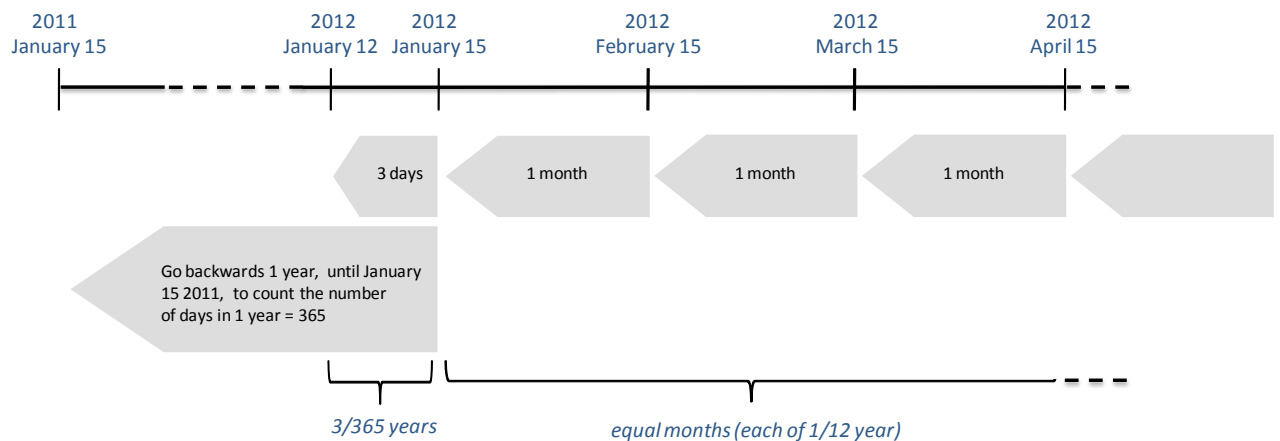 2011
January 15
2012
January 12
2012
January 15
2012
February 15
2012
March 15
2012
April 15
3 days
1 month
1 month
1 month
Go backwards 1 year, until January
15 2011, to count the number
of days in 1 year = 365
3/365 years
equal months (each of 1/12 year)